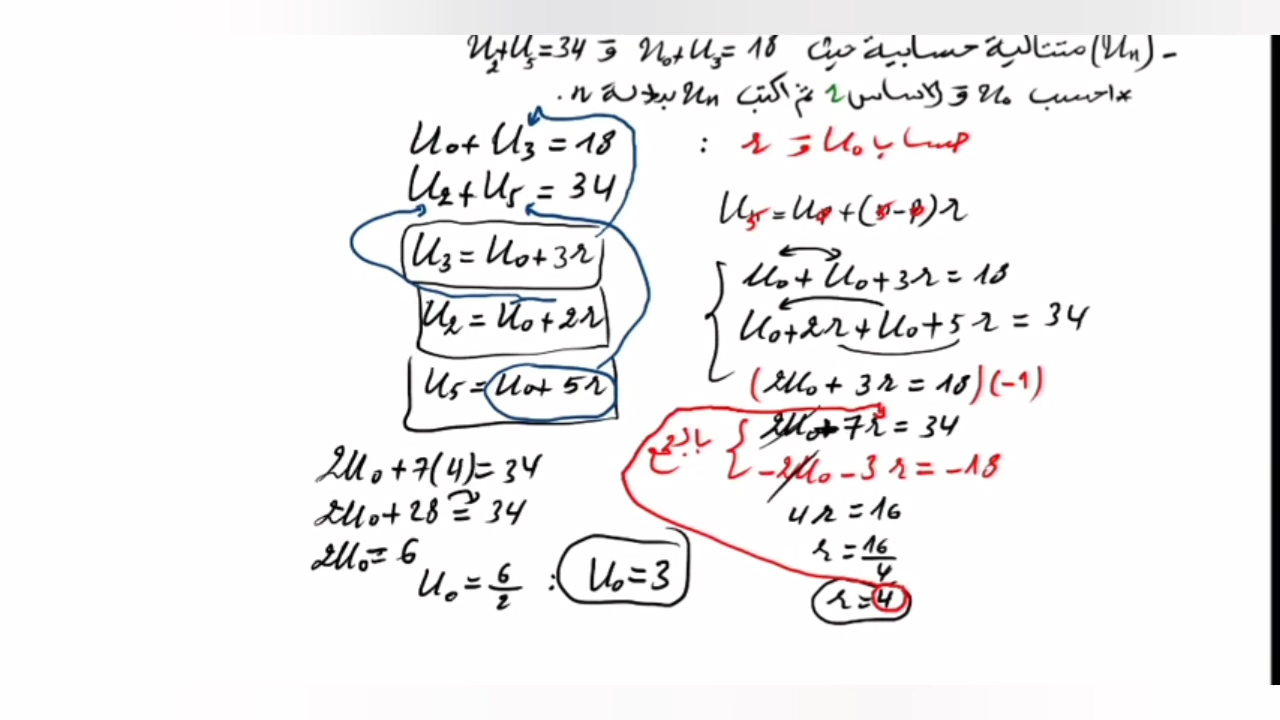 - (Uₙ) متتالية حسابية حيث U₀+U₃=18 و U₂+U₅=34
* احسب U₀ و الاساس r ثم اكتب Uₙ بدلالة n .
حساب U₀ و r :
U₀+U₃=18
U₂+U₅=34
U₃=U₀+3r
U₂=U₀+2r
U₅=U₀+5r
U₀+U₀+3r=18
U₀+2r+U₀+5r=34
(2U₀+3r=18)(-1)
بالجمع
2U₀+7r=34
-2U₀-3r=-18
4r=16
r=16/4
r=4
2U₀+7(4)=34
2U₀+28=34
2U₀=6
U₀=6/2 : U₀=3